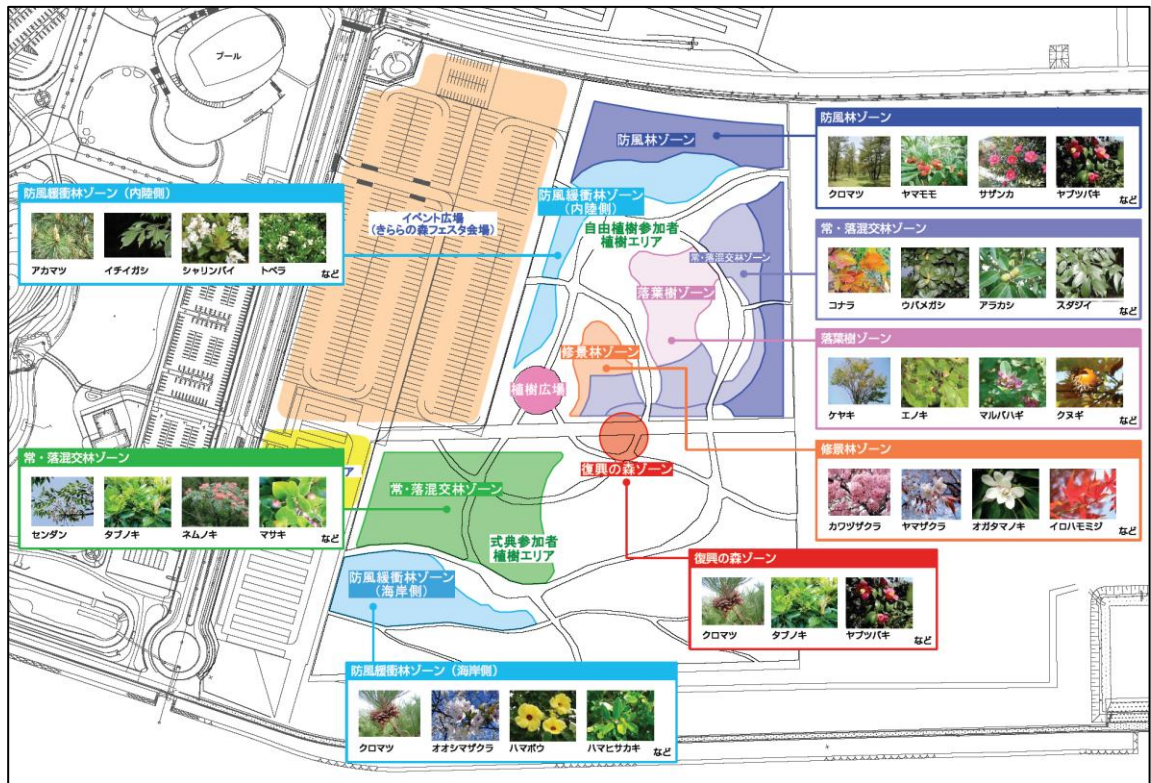 プール
防風林ゾーン
防風緩衝林ゾーン
(内陸側)
イベント広場
(きららの森フェスタ会場)
自由植樹参加者
植樹エリア
常・落混交林ゾーン
落葉樹ゾーン
修景林ゾーン
植樹広場
復興の森ゾーン
常・落混交林ゾーン
式典参加者
植樹エリア
防風緩衝林ゾーン
(海岸側)
ア
防風緩衝林ゾーン(内陸側)
アカマツ イチイガシ シャリンバイ トベラ など
常・落混交林ゾーン
センダン タブノキ ネムノキ マサキ など
防風緩衝林ゾーン(海岸側)
クロマツ オオシマザクラ ハマボウ ハマヒサカキ など
防風林ゾーン
クロマツ ヤマモモ サザンカ ヤブツバキ など
常・落混交林ゾーン
コナラ ウバメガシ アラカシ スダジイ など
落葉樹ゾーン
ケヤキ エノキ マルバハギ クヌギ など
修景林ゾーン
カワヅザクラ ヤマザクラ オガタマノキ イロハモミジ など
復興の森ゾーン
クロマツ タブノキ ヤブツバキ など